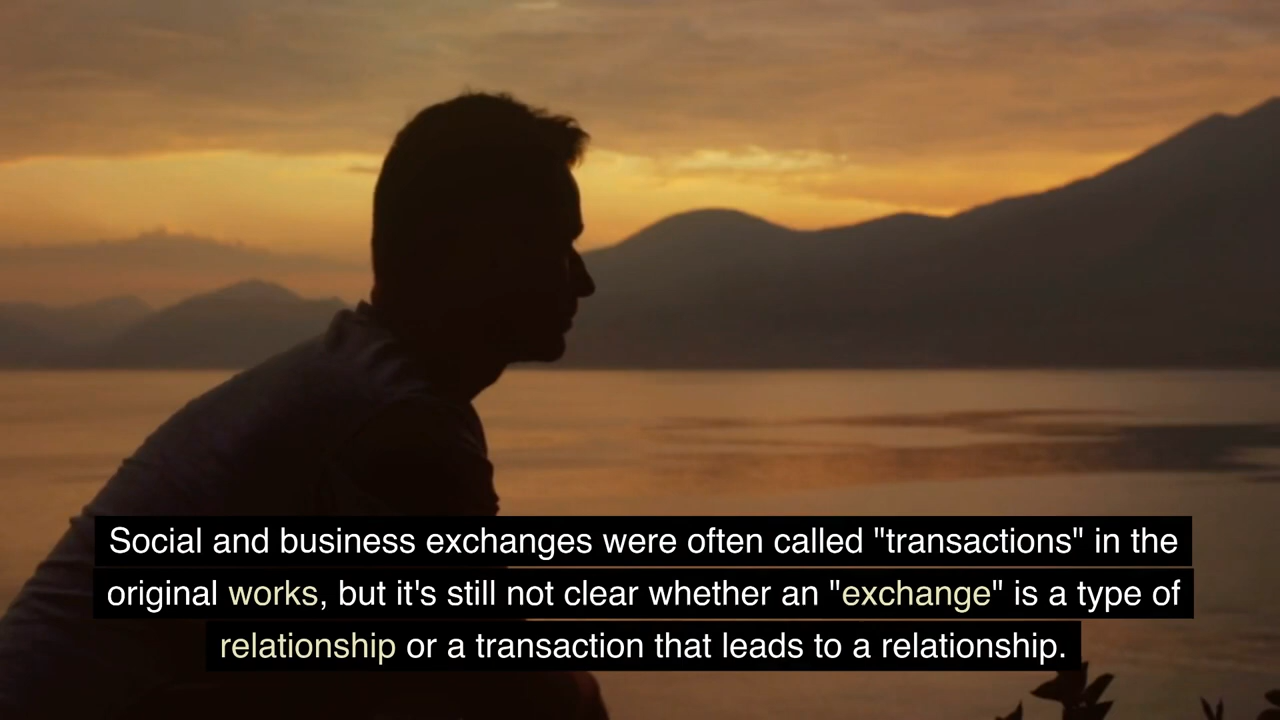 Social and business exchanges were often called "transactions" in the
original works, but it's still not clear whether an "exchange" is a type of
relationship or a transaction that leads to a relationship.